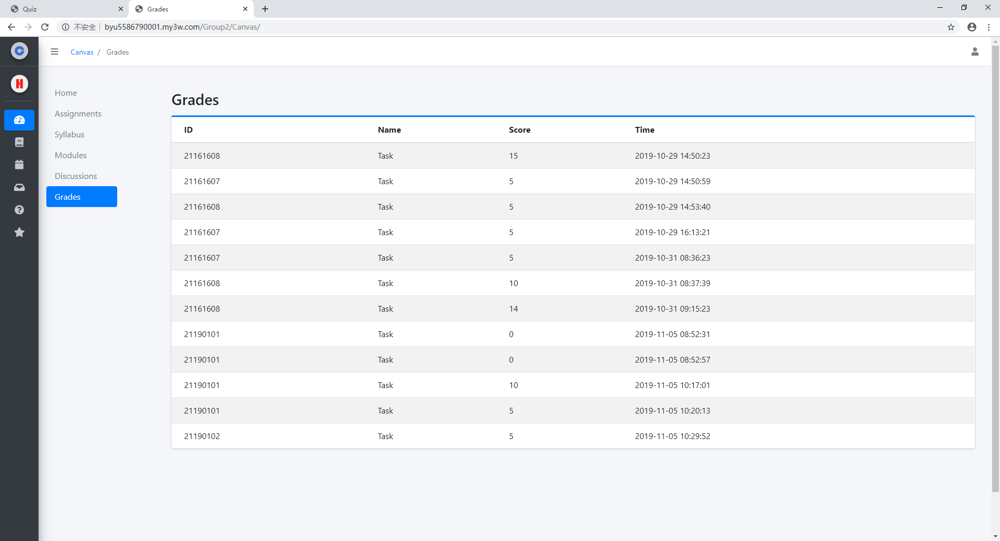 Quiz
Grades
不安全 byu5586790001.my3w.com/Group2/Canvas/
Canvas / Grades
Home
Assignments
Syllabus
Modules
Discussions
Grades
Grades
ID Name Score Time
21161608 Task 15 2019-10-29 14:50:23
21161607 Task 5 2019-10-29 14:50:59
21161608 Task 5 2019-10-29 14:53:40
21161607 Task 5 2019-10-29 16:13:21
21161607 Task 5 2019-10-31 08:36:23
21161608 Task 10 2019-10-31 08:37:39
21161608 Task 14 2019-10-31 09:15:23
21190101 Task 0 2019-11-05 08:52:31
21190101 Task 0 2019-11-05 08:52:57
21190101 Task 10 2019-11-05 10:17:01
21190101 Task 5 2019-11-05 10:20:13
21190102 Task 5 2019-11-05 10:29:52